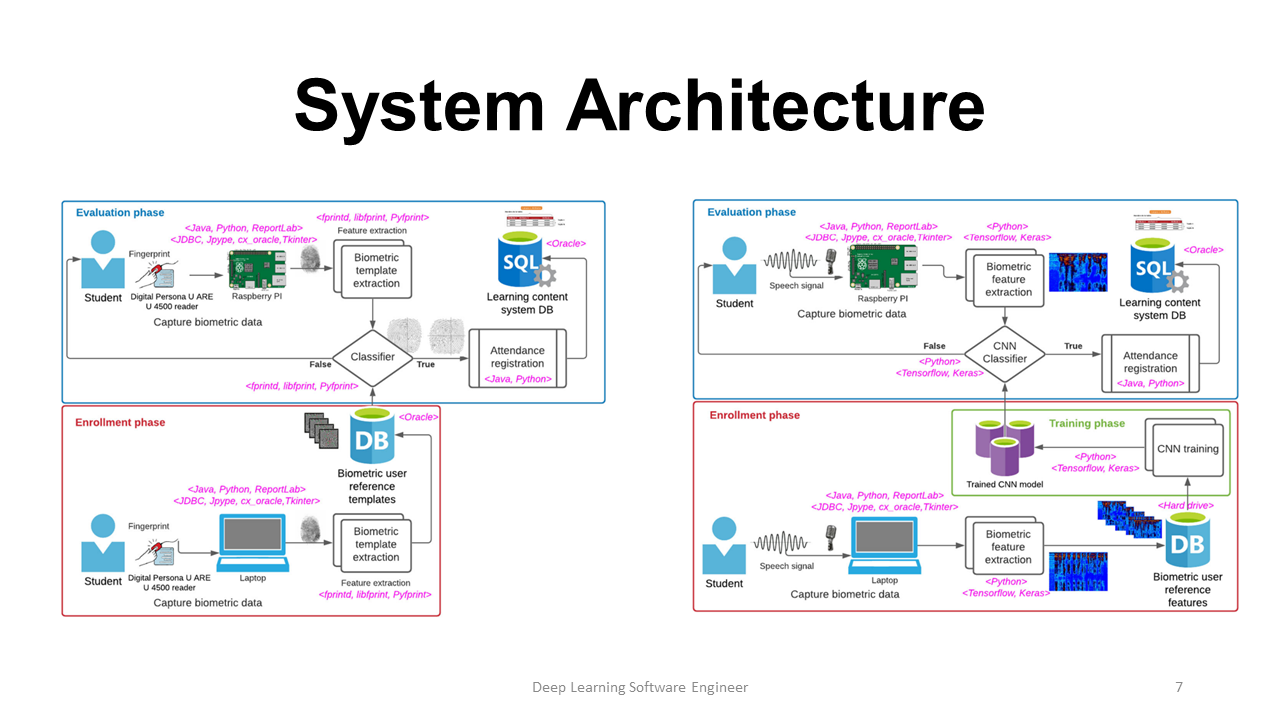 System Architecture
Evaluation phase
<fprintd, libfprint, Pyfprint>
<Java, Python, ReportLab>
<JDBC, Jpype, cx_oracle,Tkinter>
Feature extraction
<Oracle>
Fingerprint
Biometric
template
extraction
SQL
Student
Digital Persona U ARE
U 4500 reader
Raspberry PI
Learning content
system DB
Capture biometric data
Classifier
False
True
Attendance
registration
<Java, Python>
<fprintd, libfprint, Pyfprint>
Enrollment phase
<Oracle>
DB
Biometric user
reference
templates
<Java, Python, ReportLab>
<JDBC, Jpype, cx_oracle,Tkinter>
Fingerprint
Biometric
template
extraction
Student
Digital Persona U ARE
U 4500 reader
Laptop
Feature extraction
<fprintd, libfprint, Pyfprint>
Capture biometric data
Evaluation phase
<Java, Python, ReportLab>
<JDBC, Jpype, cx_oracle,Tkinter>
<Python>
<Tensorflow, Keras>
<Oracle>
Biometric
feature
extraction
SQL
Speech signal
Student
Raspberry PI
Learning content
system DB
Capture biometric data
False
True
CNN
Classifier
<Python>
<Tensorflow, Keras>
Attendance
registration
<Java, Python>
Enrollment phase
Training phase
CNN training
<Python>
<Tensorflow, Keras>
Trained CNN model
<Java, Python, ReportLab>
<JDBC, Jpype, cx_oracle,Tkinter>
<Hard drive>
Biometric
feature
extraction
DB
Speech signal
Student
Laptop
<Python>
<Tensorflow, Keras>
Capture biometric data
Biometric user
reference
features
Deep Learning Software Engineer
7